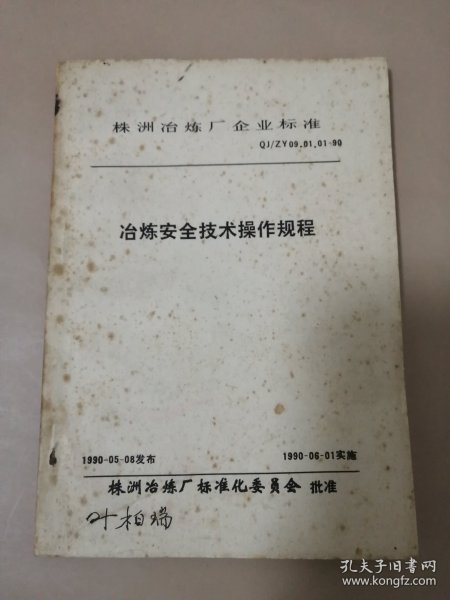 株洲冶炼厂企业标准
QJ/ZY09.01.01-90
冶炼安全技术操作规程
1990-05-08发布 1990-06-01实施
株洲冶炼厂标准化委员会 批准
叶柏瑞
孔夫子旧书网
www.kongfz.com